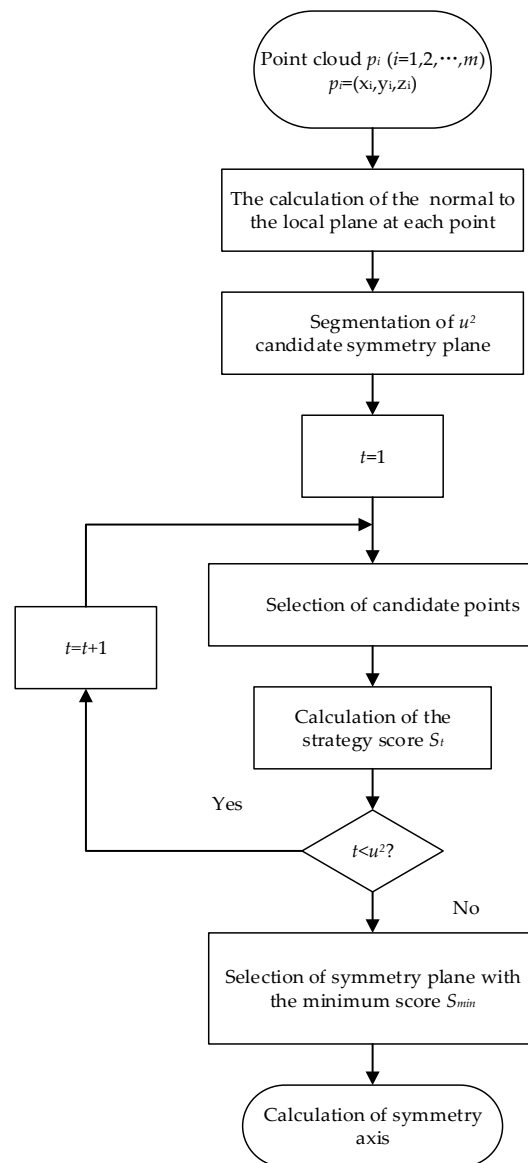 Point cloud pᵢ (i=1,2,⋯,m)
pᵢ=(xᵢ,yᵢ,zᵢ)
The calculation of the normal to
the local plane at each point
Segmentation of u²
candidate symmetry plane
t=1
Selection of candidate points
t=t+1
Calculation of the
strategy score Sₜ
Yes
t<u²?
No
Selection of symmetry plane with
the minimum score Smin
Calculation of symmetry
axis